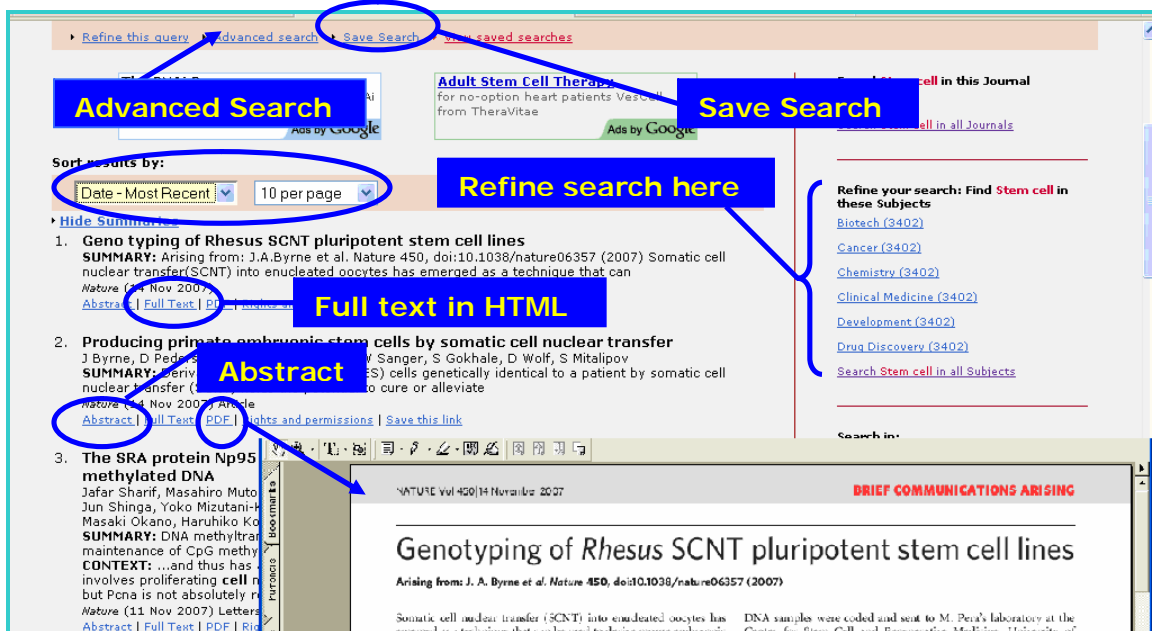 Refine this query Advanced search Save Search View saved searches
Advanced Search
Ads by Google
Adult Stem Cell Therapy
for no-option heart patients VesCell
from TheraVitae
Ads by Google
Save Search
cell in this Journal
Search Stem cell in all Journals
Sort results by:
Date - Most Recent 10 per page
Refine search here
Refine your search: Find Stem cell in
these Subjects
Biotech (3402)
Cancer (3402)
Chemistry (3402)
Clinical Medicine (3402)
Development (3402)
Drug Discovery (3402)
Search Stem cell in all Subjects
Search in:
Hide Summaries
1. Geno typing of Rhesus SCNT pluripotent stem cell lines
SUMMARY: Arising from: J.A.Byrne et al. Nature 450, doi:10.1038/nature06357 (2007) Somatic cell
nuclear transfer(SCNT) into enucleated oocytes has emerged as a technique that can
Nature (14 Nov 2007)
Abstract | Full Text | PDF | Rights and
Full text in HTML
2. Producing primate embryonic stem cells by somatic cell nuclear transfer
J Byrne, D Peders W Sanger, S Gokhale, D Wolf, S Mitalipov
SUMMARY: Deriv ES) cells genetically identical to a patient by somatic cell
nuclear transfer (S to cure or alleviate
Nature (14 Nov 2007) Article
Abstract | Full Text | PDF | Rights and permissions | Save this link
Abstract
3. The SRA protein Np95
methylated DNA
Jafar Sharif, Masahiro Muto
Jun Shinga, Yoko Mizutani-K
Masaki Okano, Haruhiko Ko
SUMMARY: DNA methyltran
maintenance of CpG methy
CONTEXT: ...and thus has
involves proliferating cell n
but Pcna is not absolutely r
Nature (11 Nov 2007) Letters
Abstract | Full Text | PDF | Rig
Bookmarks
NATURE Vol 450|14 November 2007
BRIEF COMMUNICATIONS ARISING
Genotyping of Rhesus SCNT pluripotent stem cell lines
Arising from: J. A. Byrne et al. Nature 450, doi:10.1038/nature06357 (2007)
Somatic cell nuclear transfer (SCNT) into enucleated oocytes has
DNA samples were coded and sent to M. Pera's laboratory at the